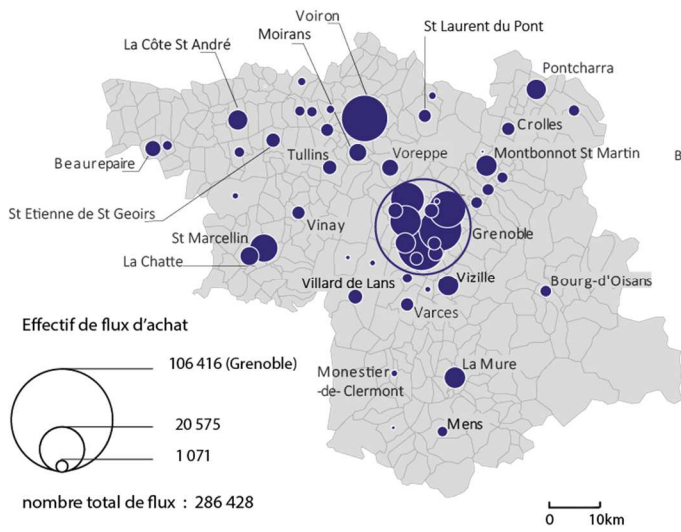 Voiron
St Laurent du Pont
La Côte St André
Moirans
Pontcharra
Crolles
Tullins
Voreppe
Montbonnot St Martin
Beaurepaire
B
St Etienne de St Geoirs
Vinay
Grenoble
St Marcellin
La Chatte
Villard de Lans
Vizille
Bourg-d'Oisans
Varces
Effectif de flux d'achat
106 416 (Grenoble)
Monestier
-de-Clermont
La Mure
20 575
Mens
1 071
nombre total de flux : 286 428
0 10km